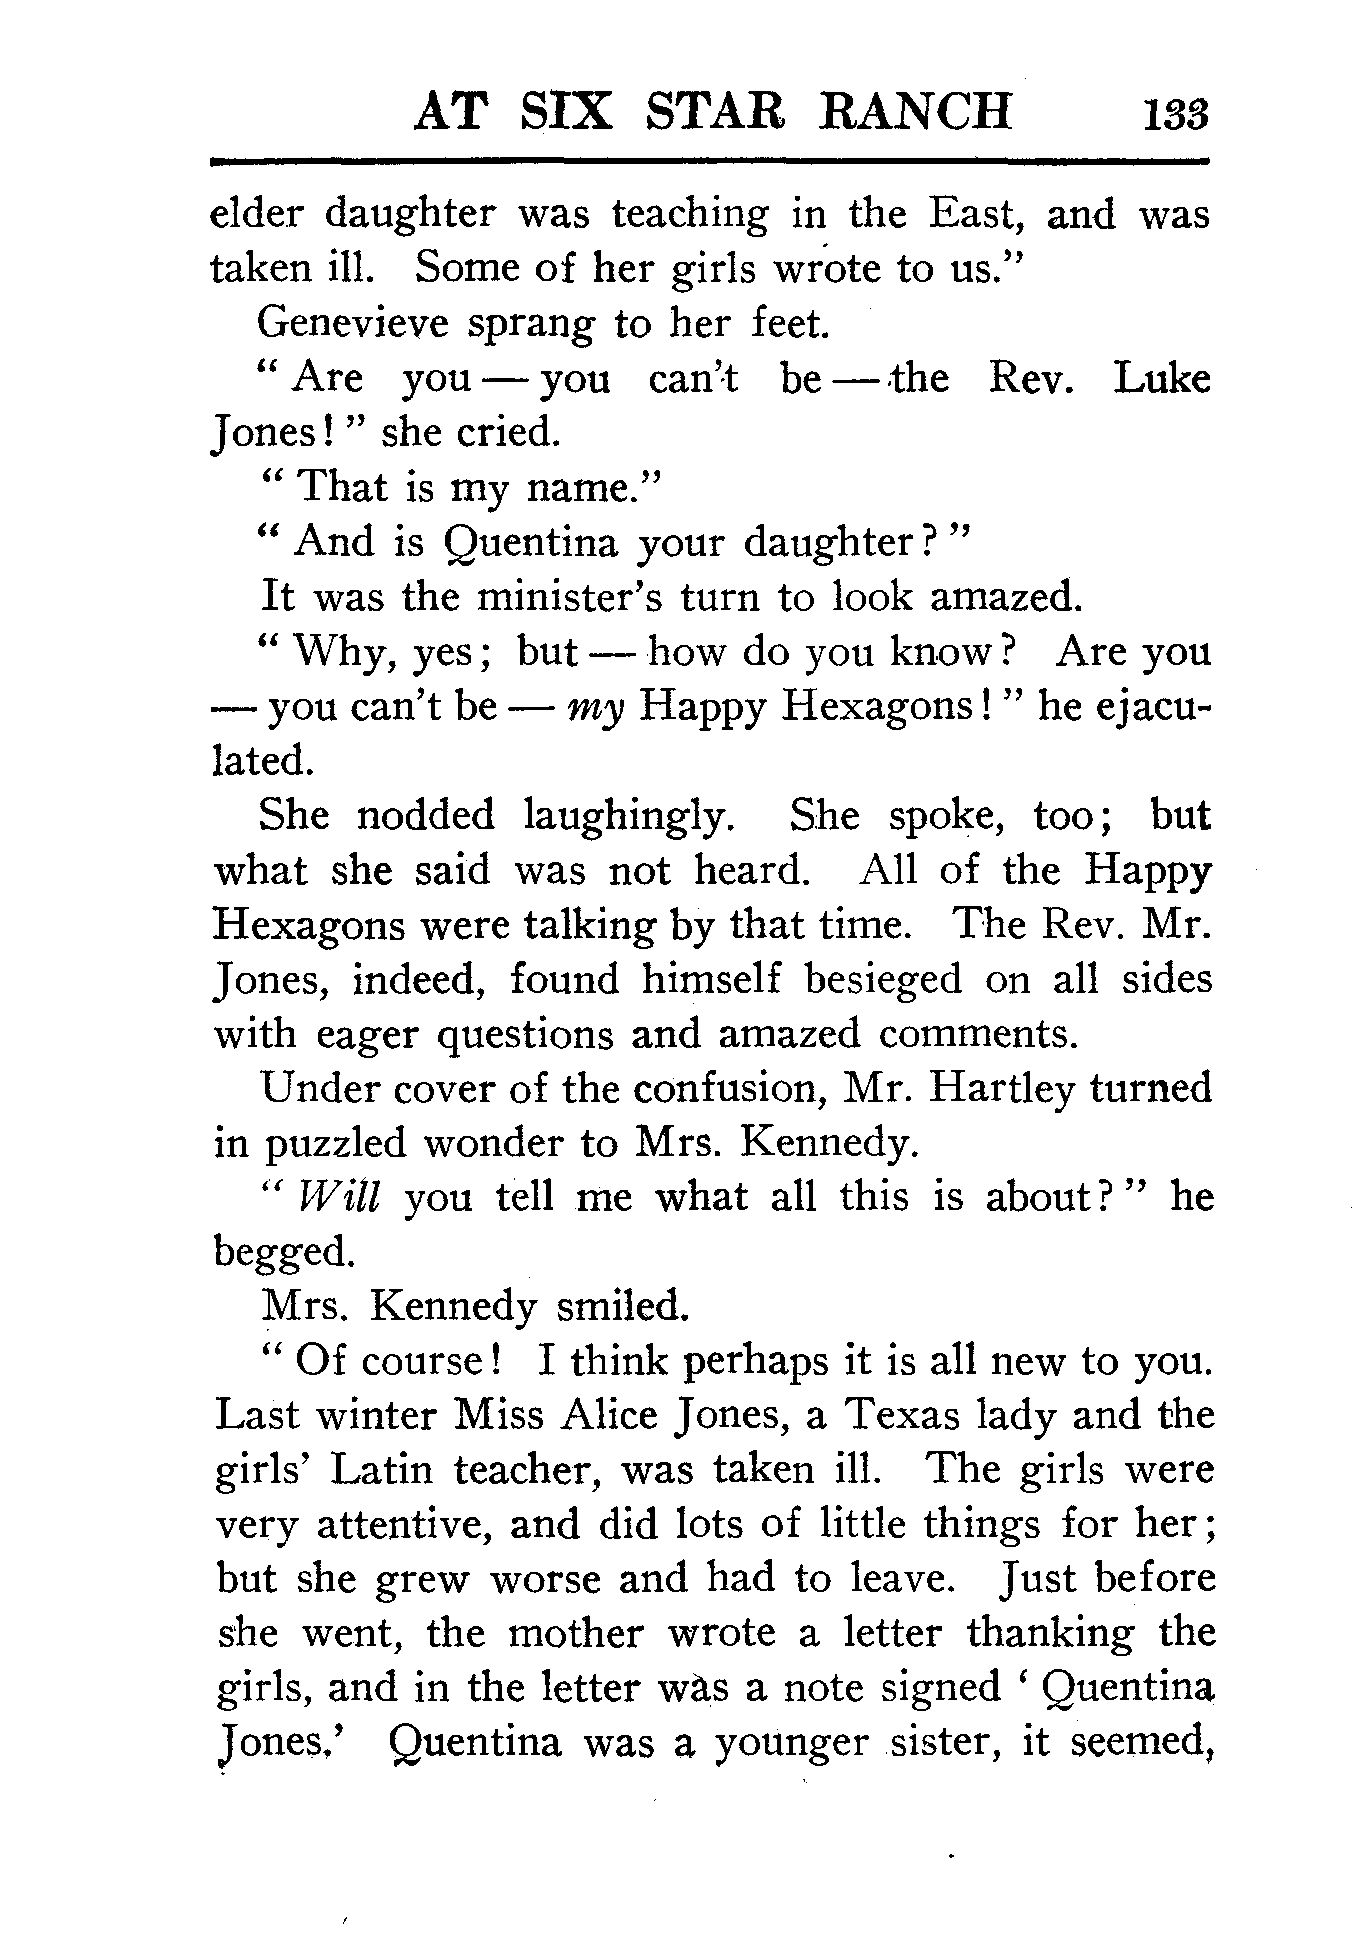 AT SIX STAR RANCH 133
elder daughter was teaching in the East, and was
taken ill. Some of her girls wrote to us."
Genevieve sprang to her feet.
" Are you — you can't be — the Rev. Luke
Jones! " she cried.
" That is my name."
" And is Quentina your daughter? "
It was the minister's turn to look amazed.
" Why, yes; but — how do you know? Are you
— you can't be — my Happy Hexagons! " he ejacu-
lated.
She nodded laughingly. She spoke, too; but
what she said was not heard. All of the Happy
Hexagons were talking by that time. The Rev. Mr.
Jones, indeed, found himself besieged on all sides
with eager questions and amazed comments.
Under cover of the confusion, Mr. Hartley turned
in puzzled wonder to Mrs. Kennedy.
" Will you tell me what all this is about? " he
begged.
Mrs. Kennedy smiled.
" Of course! I think perhaps it is all new to you.
Last winter Miss Alice Jones, a Texas lady and the
girls' Latin teacher, was taken ill. The girls were
very attentive, and did lots of little things for her;
but she grew worse and had to leave. Just before
she went, the mother wrote a letter thanking the
girls, and in the letter was a note signed ' Quentina
Jones.' Quentina was a younger sister, it seemed,